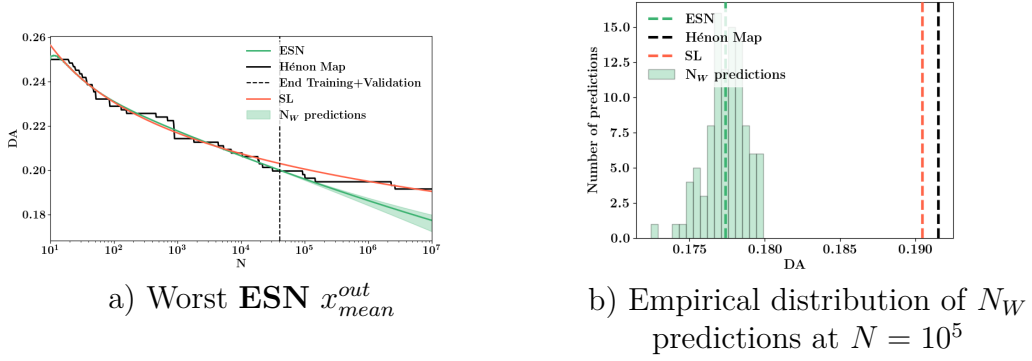 0.26
0.24
0.22
0.20
0.18
DA
ESN
Hénon Map
End Training+Validation
SL
N_W predictions
10^1 10^2 10^3 10^4 10^5 10^6 10^7
N
a) Worst ESN x_{mean}^{out}
15.0
12.5
10.0
7.5
5.0
2.5
0.0
Number of predictions
ESN
Hénon Map
SL
N_W predictions
0.175 0.180 0.185 0.190
DA
b) Empirical distribution of N_W
predictions at N = 10^5